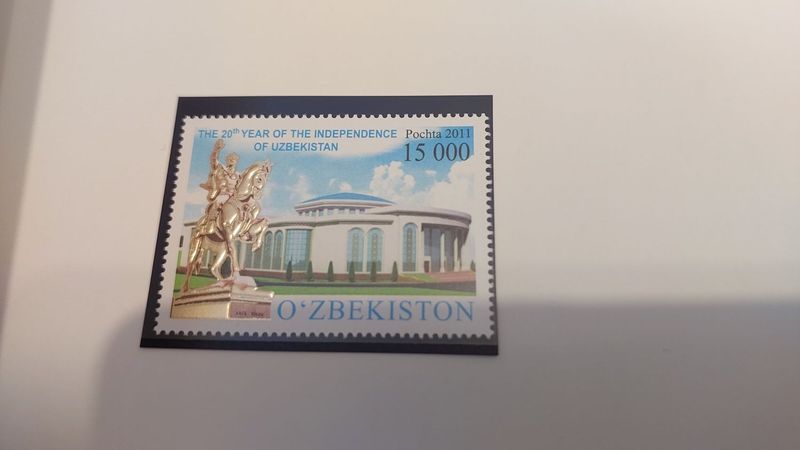 THE 20th YEAR OF THE INDEPENDENCE
OF UZBEKISTAN
Pochta 2011
15 000
O‘ZBEKISTON